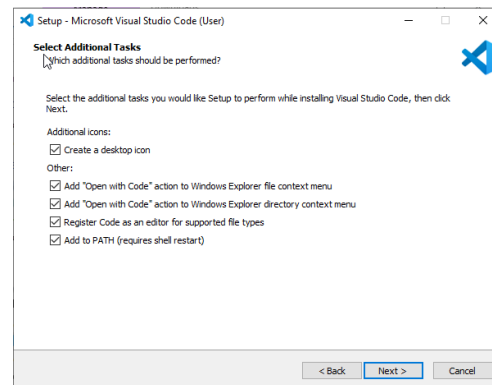 Setup - Microsoft Visual Studio Code (User)
Select Additional Tasks
Which additional tasks should be performed?
Select the additional tasks you would like Setup to perform while installing Visual Studio Code, then click
Next.
Additional icons:
Create a desktop icon
Other:
Add "Open with Code" action to Windows Explorer file context menu
Add "Open with Code" action to Windows Explorer directory context menu
Register Code as an editor for supported file types
Add to PATH (requires shell restart)
< Back
Next >
Cancel